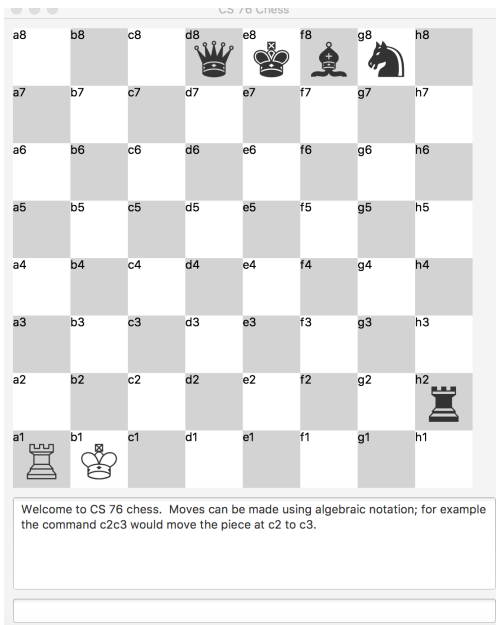 CS 76 Chess
a8 b8 c8 d8 e8 f8 g8 h8
a7 b7 c7 d7 e7 f7 g7 h7
a6 b6 c6 d6 e6 f6 g6 h6
a5 b5 c5 d5 e5 f5 g5 h5
a4 b4 c4 d4 e4 f4 g4 h4
a3 b3 c3 d3 e3 f3 g3 h3
a2 b2 c2 d2 e2 f2 g2 h2
a1 b1 c1 d1 e1 f1 g1 h1
Welcome to CS 76 chess.  Moves can be made using algebraic notation; for example
the command c2c3 would move the piece at c2 to c3.